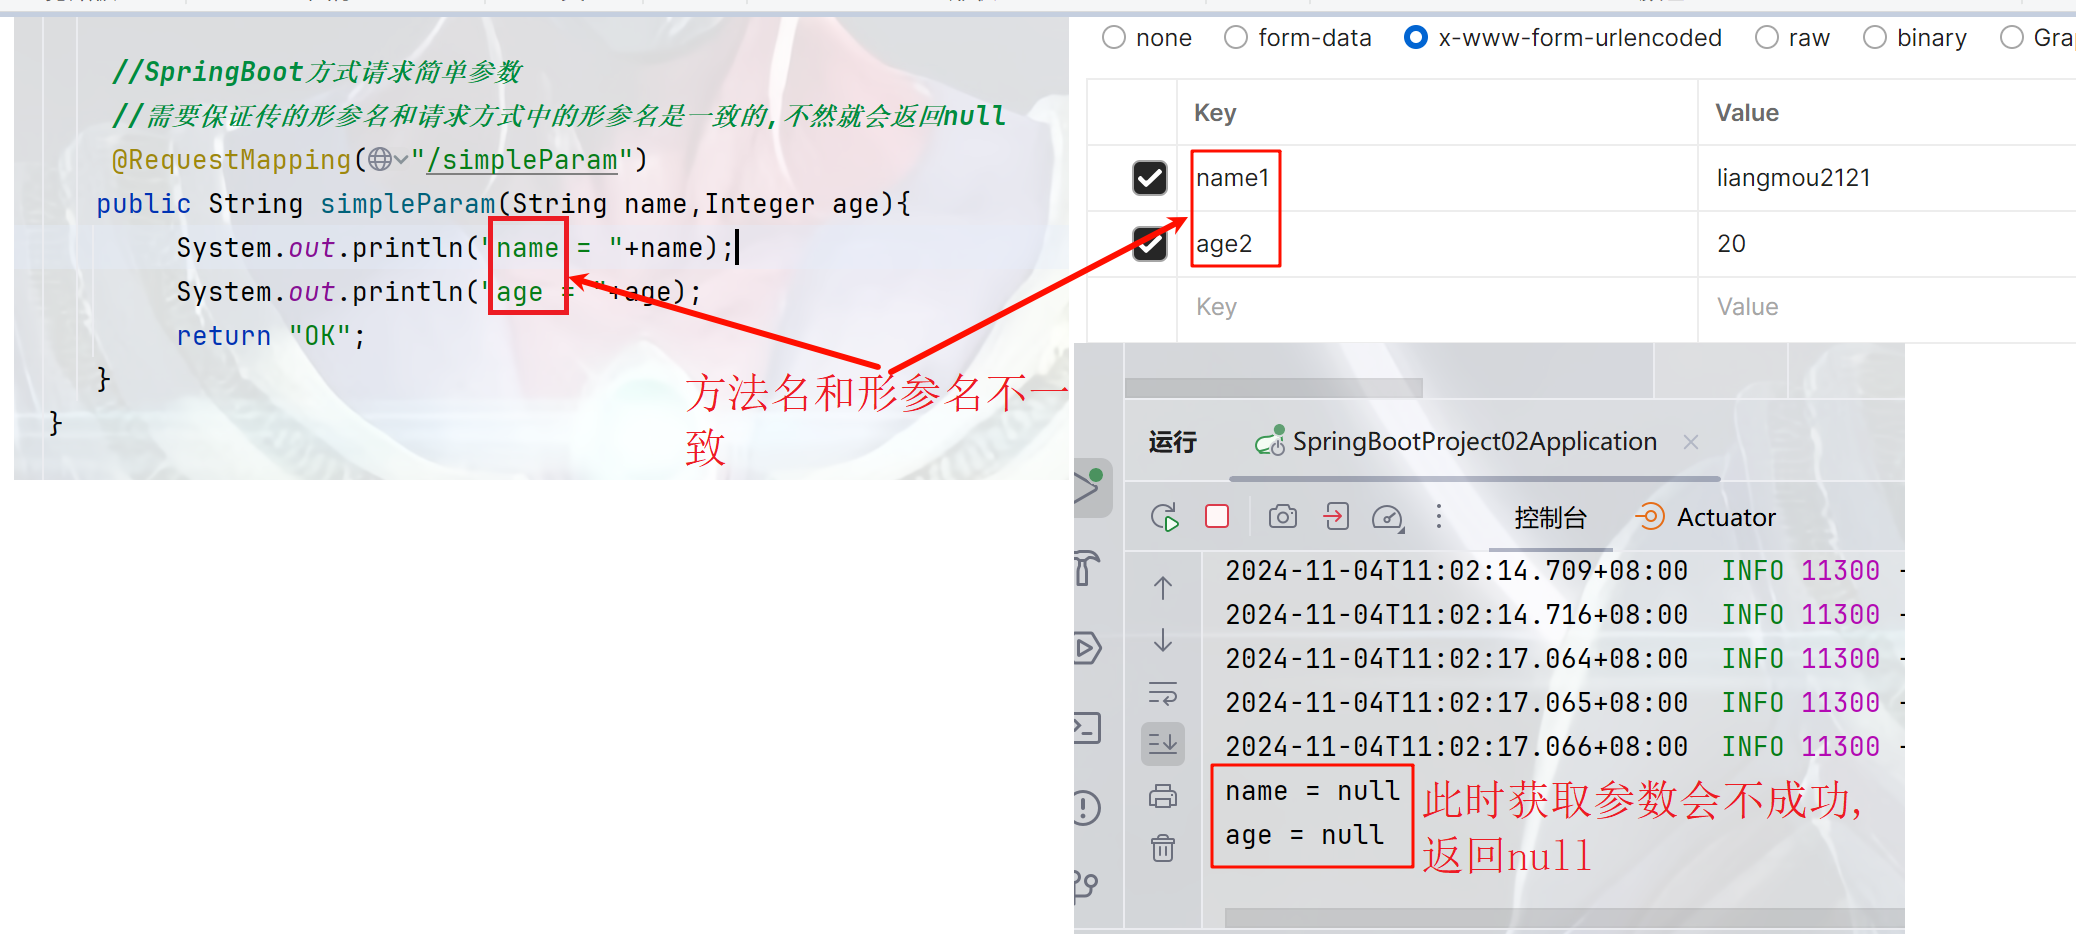 //SpringBoot方式请求简单参数
//需要保证传的形参名和请求方式中的形参名是一致的,不然就会返回null
@RequestMapping("/simpleParam")
public String simpleParam(String name,Integer age){
System.out.println("name = "+name);
System.out.println("age = "+age);
return "OK";
}
}
方法名和形参名不一
致
none
form-data
x-www-form-urlencoded
raw
binary
Key
Value
name1
liangmou2121
age2
20
Key
Value
运行
SpringBootProject02Application
控制台
Actuator
2024-11-04T11:02:14.709+08:00 INFO 11300 -
2024-11-04T11:02:14.716+08:00 INFO 11300 -
2024-11-04T11:02:17.064+08:00 INFO 11300 -
2024-11-04T11:02:17.065+08:00 INFO 11300 -
2024-11-04T11:02:17.066+08:00 INFO 11300 -
name = null
age = null
此时获取参数会不成功,
返回null